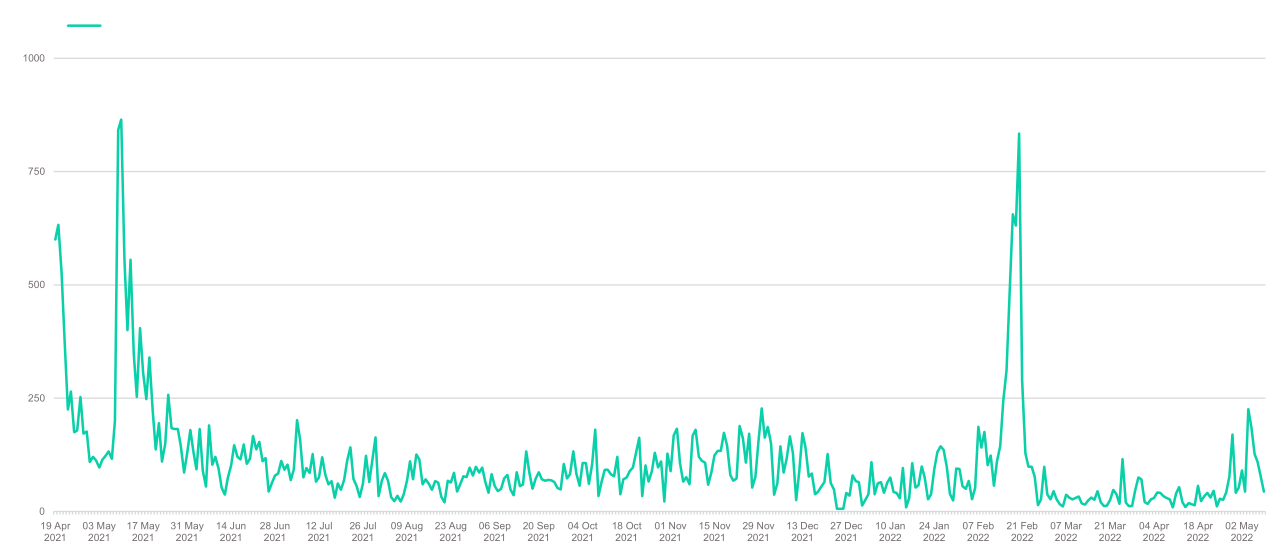 1000
750
500
250
0
19 Apr 03 May 17 May 31 May 14 Jun 28 Jun 12 Jul 26 Jul 09 Aug 23 Aug 06 Sep 20 Sep 04 Oct 18 Oct 01 Nov 15 Nov 29 Nov 13 Dec 27 Dec 10 Jan 24 Jan 07 Feb 21 Feb 07 Mar 21 Mar 04 Apr 18 Apr 02 May
2021 2021 2021 2021 2021 2021 2021 2021 2021 2021 2021 2021 2021 2021 2021 2021 2021 2021 2021 2022 2022 2022 2022 2022 2022 2022 2022 2022